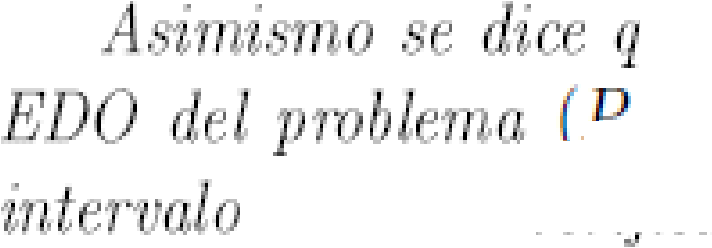 Asimismo se dice q
EDO del problema (P
intervalo